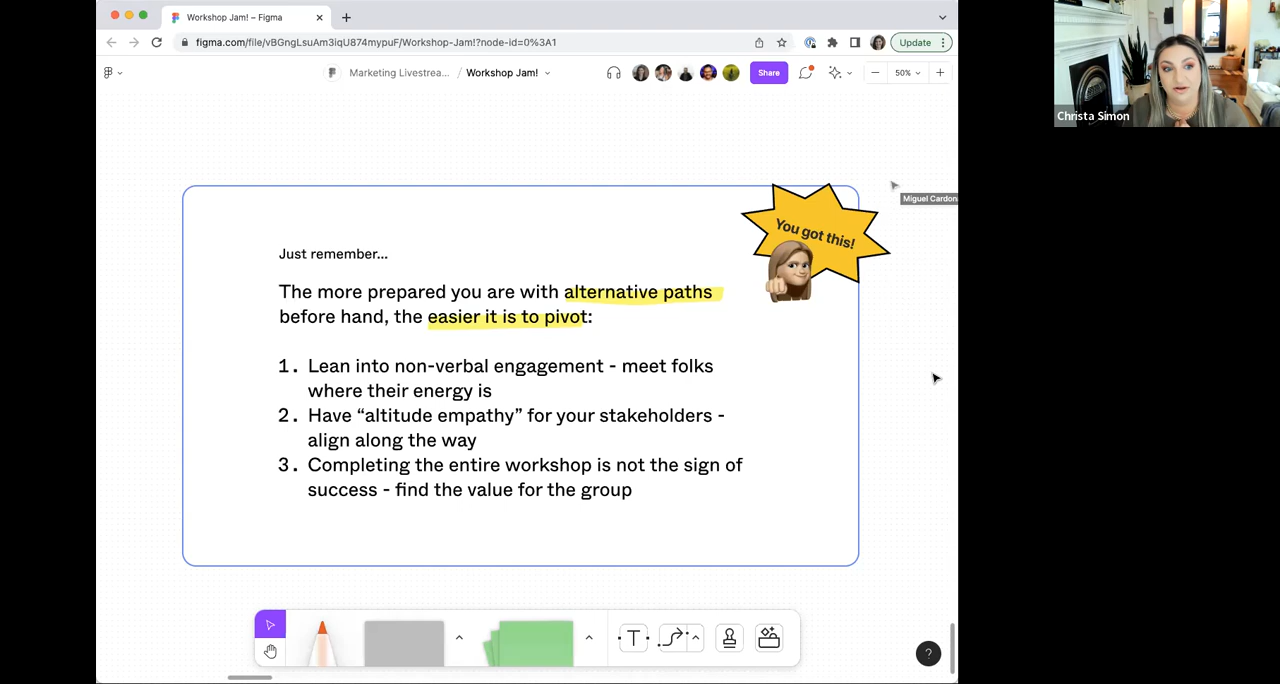 Workshop Jam! – Figma
figma.com/file/vBGngLsuAm3iqU874mypuF/Workshop-Jam!?node-id=0%3A1
Update
Marketing Livestrea... / Workshop Jam!
Share
50%
Christa Simon
Miguel Cardon
You got this!
Just remember...
The more prepared you are with alternative paths
before hand, the easier it is to pivot:
1. Lean into non-verbal engagement - meet folks
where their energy is
2. Have “altitude empathy” for your stakeholders -
align along the way
3. Completing the entire workshop is not the sign of
success - find the value for the group
T
?